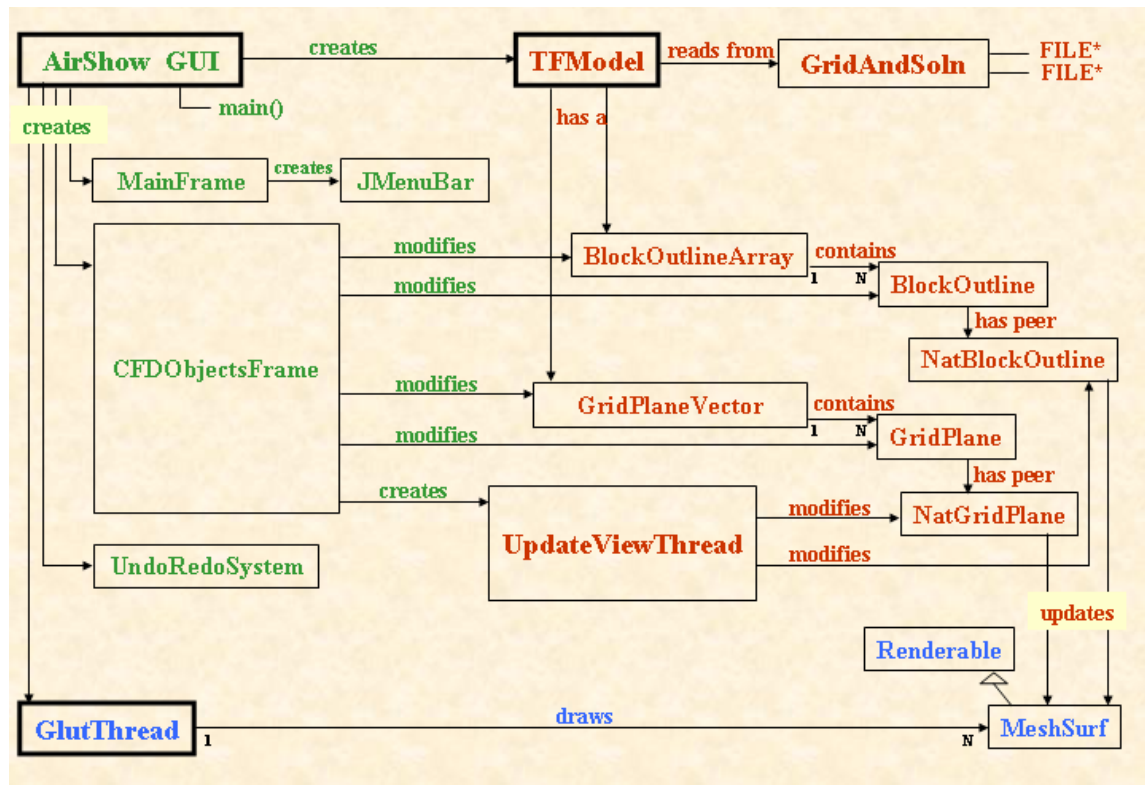 AirShow GUI
creates
TFModel
reads from
GridAndSoln
FILE*
FILE*
main()
creates
has a
MainFrame
creates
JMenuBar
modifies
BlockOutlineArray
contains
1 N
BlockOutline
modifies
has peer
NatBlockOutline
CFDObjectsFrame
modifies
GridPlaneVector
contains
1 N
GridPlane
modifies
has peer
NatGridPlane
creates
UpdateViewThread
modifies
modifies
UndoRedoSystem
updates
Renderable
GlutThread
1
draws
N
MeshSurf